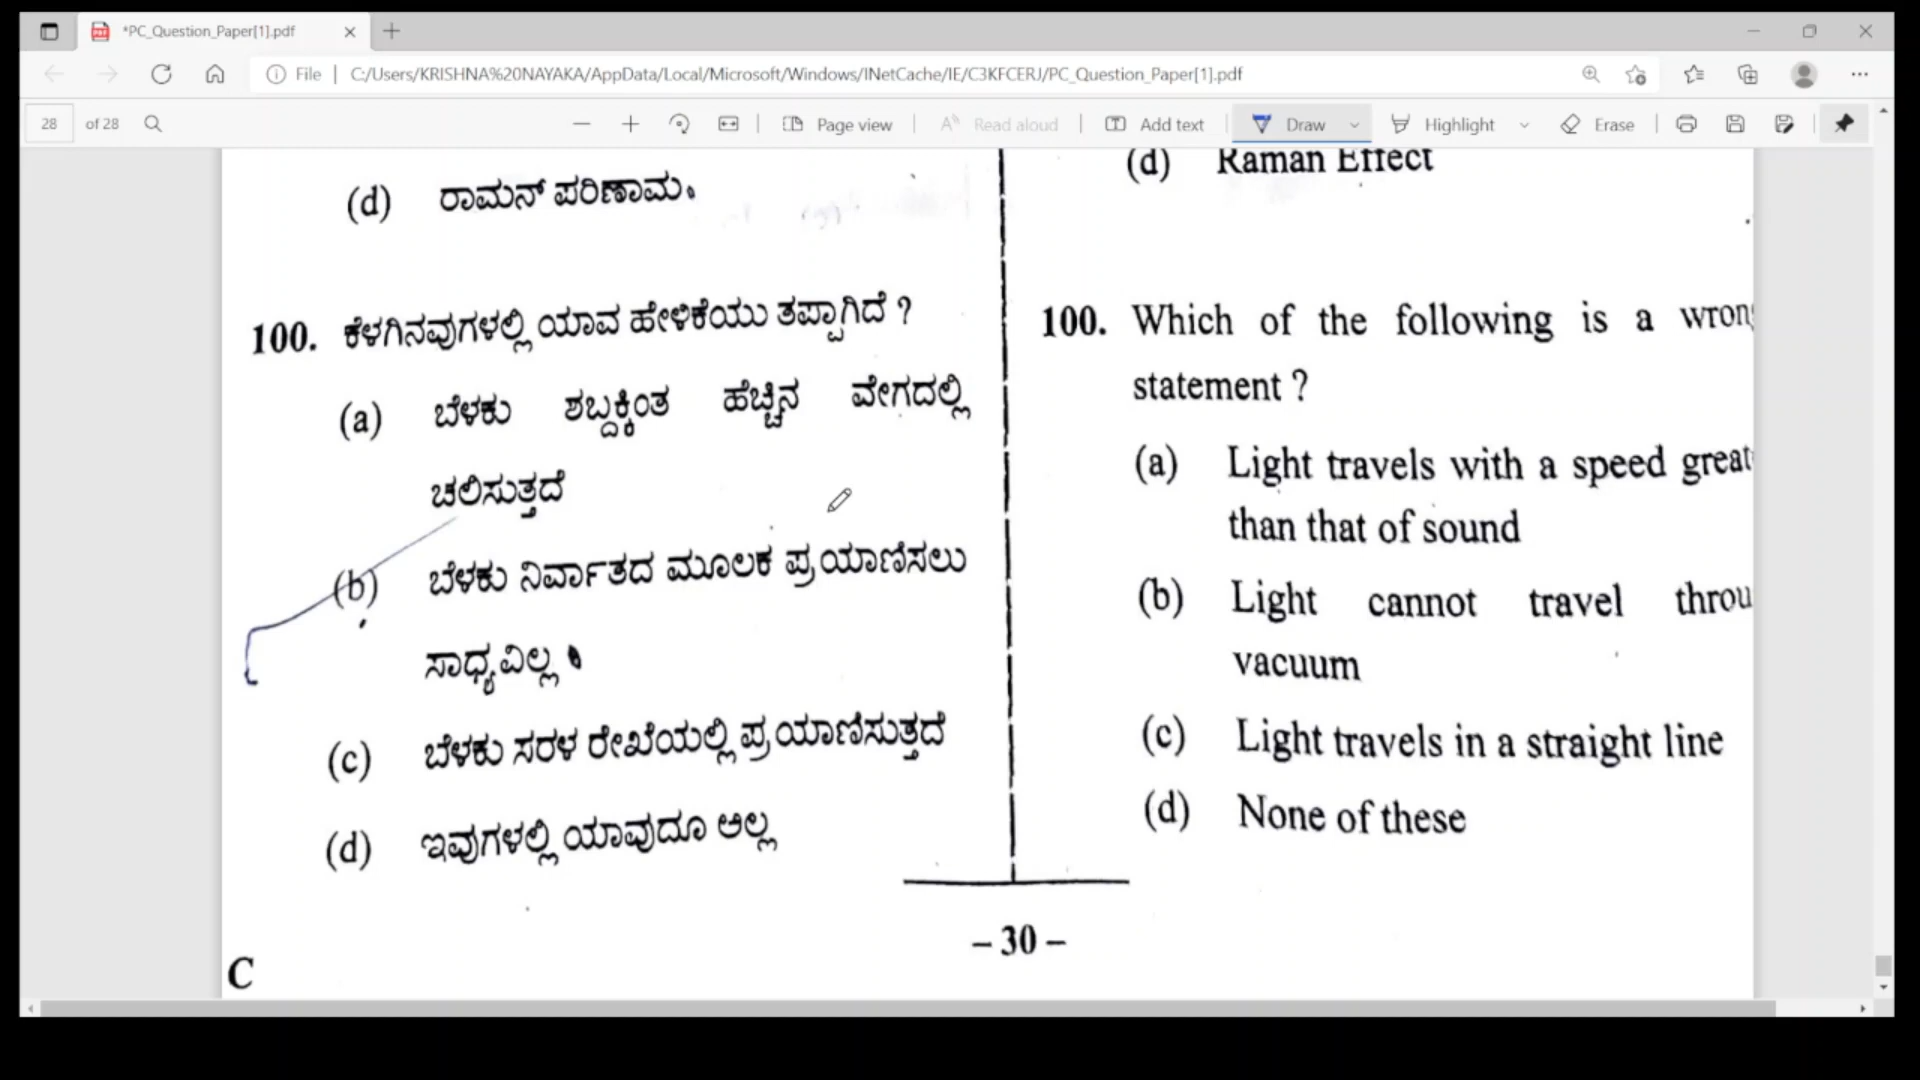 *PC_Question_Paper[1].pdf
File | C:/Users/KRISHNA%20NAYAKA/AppData/Local/Microsoft/Windows/INetCache/IE/C3KFCERJ/PC_Question_Paper[1].pdf
28 of 28 Page view Read aloud Add text Draw Highlight Erase
(d) ರಾಮನ್ ಪರಿಣಾಮ.
100. ಕೆಳಗಿನವುಗಳಲ್ಲಿ ಯಾವ ಹೇಳಿಕೆಯು ತಪ್ಪಾಗಿದೆ ?
(a) ಬೆಳಕು ಶಬ್ದಕ್ಕಿಂತ ಹೆಚ್ಚಿನ ವೇಗದಲ್ಲಿ
ಚಲಿಸುತ್ತದೆ
(b) ಬೆಳಕು ನಿರ್ವಾತದ ಮೂಲಕ ಪ್ರಯಾಣಿಸಲು
ಸಾಧ್ಯವಿಲ್ಲ
(c) ಬೆಳಕು ಸರಳ ರೇಖೆಯಲ್ಲಿ ಪ್ರಯಾಣಿಸುತ್ತದೆ
(d) ಇವುಗಳಲ್ಲಿ ಯಾವುದೂ ಅಲ್ಲ
(d) Raman Effect
100. Which of the following is a wron
statement ?
(a) Light travels with a speed great
than that of sound
(b) Light cannot travel throu
vacuum
(c) Light travels in a straight line
(d) None of these
– 30 –
C